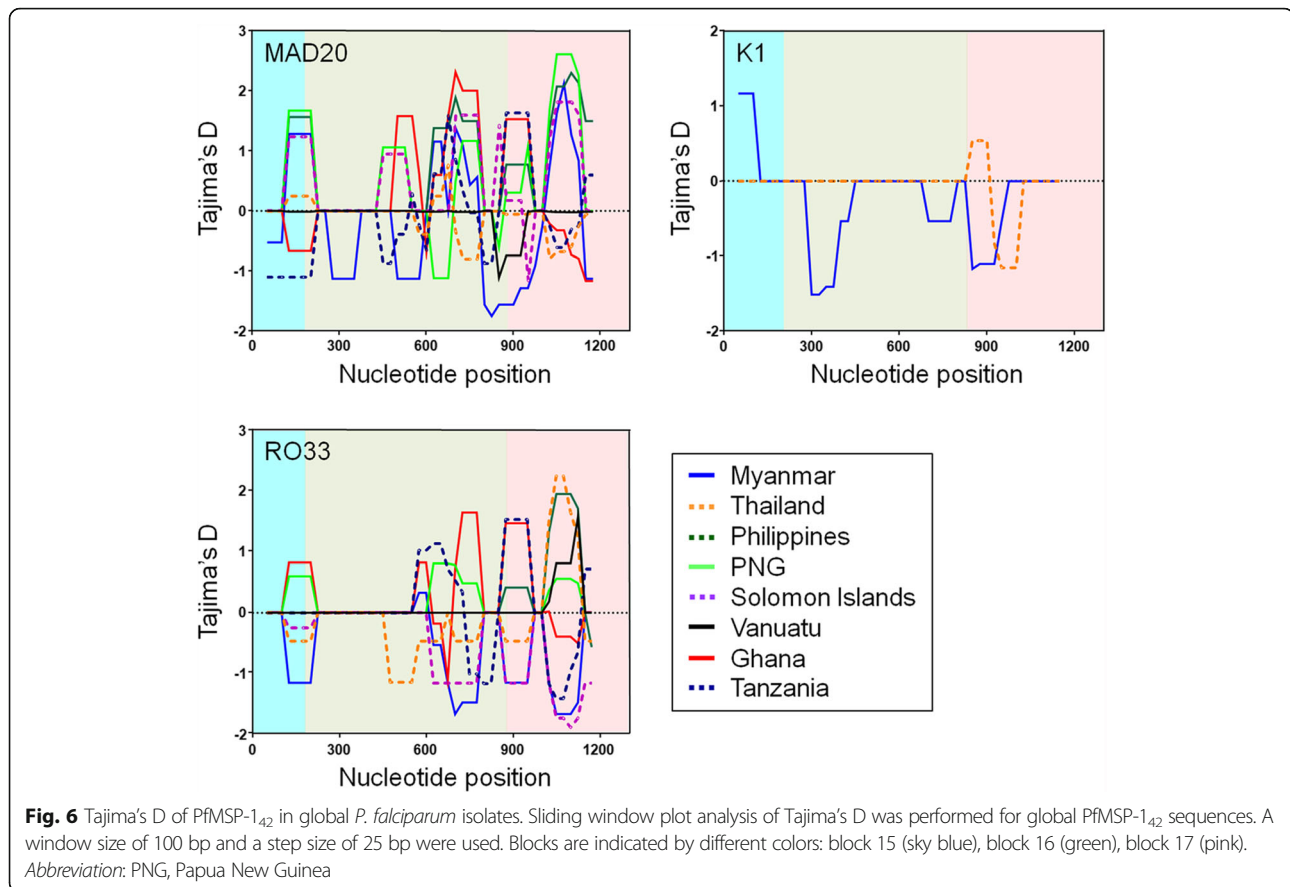 MAD20
3
2
1
0
-1
-2
Tajima's D
0 300 600 900 1200
Nucleotide position
K1
2
1
0
-1
-2
Tajima's D
0 300 600 900 1200
Nucleotide position
RO33
3
2
1
0
-1
-2
Tajima's D
0 300 600 900 1200
Nucleotide position
Myanmar
Thailand
Philippines
PNG
Solomon Islands
Vanuatu
Ghana
Tanzania
Fig. 6 Tajima's D of PfMSP-1₄₂ in global P. falciparum isolates. Sliding window plot analysis of Tajima's D was performed for global PfMSP-1₄₂ sequences. A
window size of 100 bp and a step size of 25 bp were used. Blocks are indicated by different colors: block 15 (sky blue), block 16 (green), block 17 (pink).
Abbreviation: PNG, Papua New Guinea